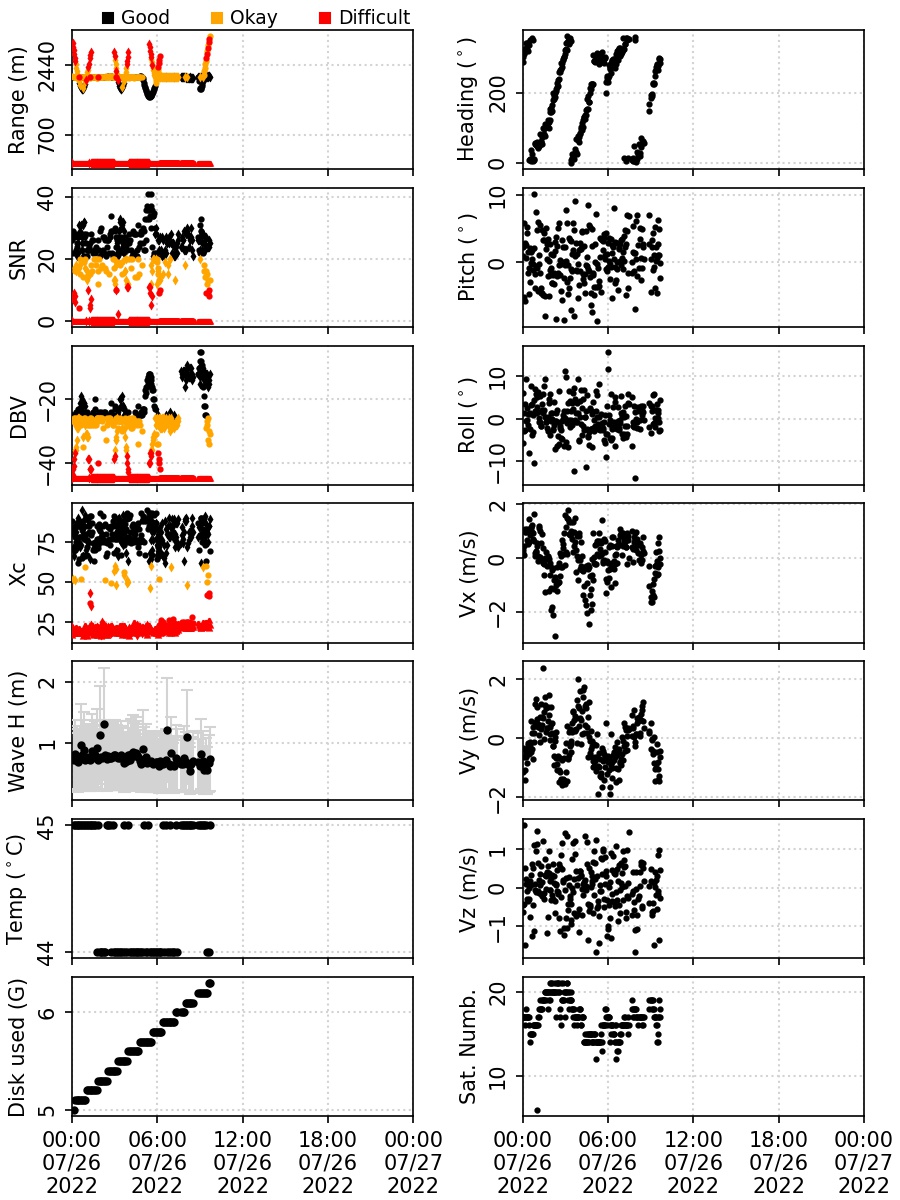 Good Okay Difficult
Range (m)
2440
700
Heading ( ° )
200
0
SNR
40
20
0
Pitch ( ° )
10
0
DBV
−20
−40
Roll ( ° )
10
0
−10
Xc
75
50
25
Vx (m/s)
2
0
−2
Wave H (m)
2
1
Vy (m/s)
2
0
−2
Temp ( ° C)
45
44
Vz (m/s)
1
0
−1
Disk used (G)
6
5
Sat. Numb.
20
10
00:00 06:00 12:00 18:00 00:00
07/26 07/26 07/26 07/26 07/27
2022 2022 2022 2022 2022
00:00 06:00 12:00 18:00 00:00
07/26 07/26 07/26 07/26 07/27
2022 2022 2022 2022 2022